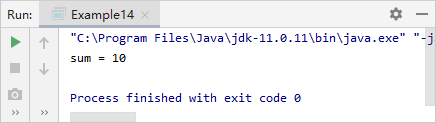 Run: Example14
"C:\Program Files\Java\jdk-11.0.11\bin\java.exe" "-j
sum = 10
Process finished with exit code 0